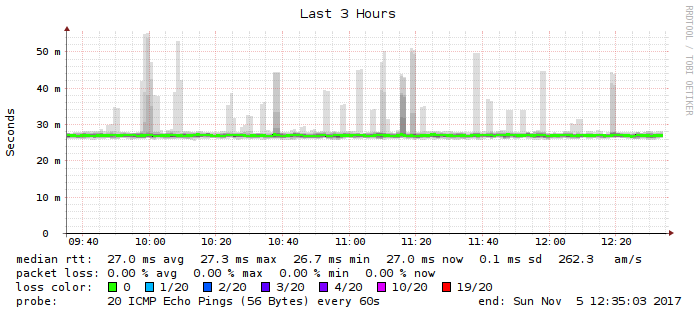 Last 3 Hours
RRDTOOL / TOBI OETIKER
Seconds
50 m
40 m
30 m
20 m
10 m
0
09:40 10:00 10:20 10:40 11:00 11:20 11:40 12:00 12:20
median rtt: 27.0 ms avg 27.3 ms max 26.7 ms min 27.0 ms now 0.1 ms sd 262.3 am/s
packet loss: 0.00 % avg 0.00 % max 0.00 % min 0.00 % now
loss color: 0 1/20 2/20 3/20 4/20 10/20 19/20
probe: 20 ICMP Echo Pings (56 Bytes) every 60s end: Sun Nov 5 12:35:03 2017